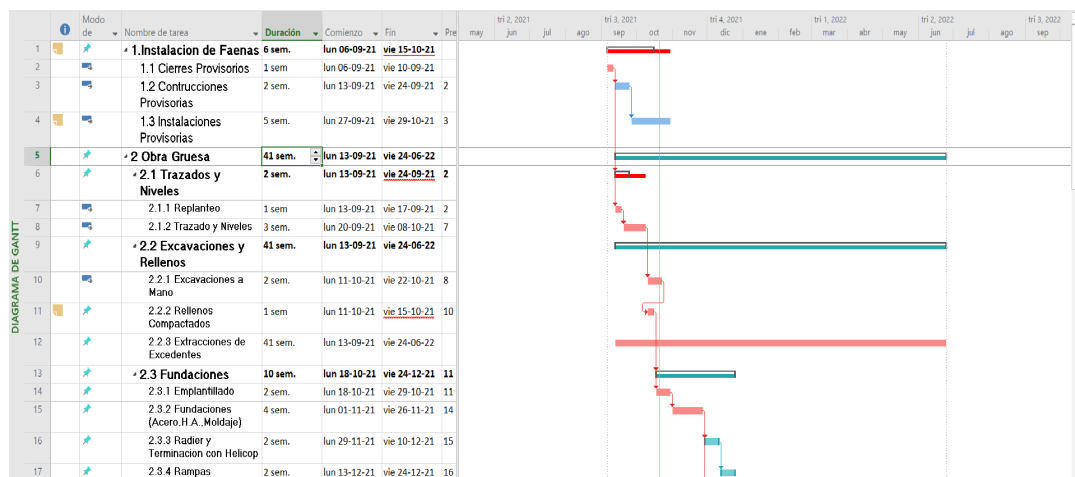 Modo de
Nombre de tarea
Duración
Comienzo
Fin
Pre
tri 2, 2021 tri 3, 2021 tri 4, 2021 tri 1, 2022 tri 2, 2022 tri 3, 2022
may jun jul ago sep oct nov dic ene feb mar abr may jun jul ago sep
DIAGRAMA DE GANTT
1 1.Instalacion de Faenas 6 sem. lun 06-09-21 vie 15-10-21
2 1.1 Cierres Provisorios 1 sem lun 06-09-21 vie 10-09-21
3 1.2 Contrucciones 2 sem. lun 13-09-21 vie 24-09-21 2
Provisorias
4 1.3 Instalaciones 5 sem. lun 27-09-21 vie 29-10-21 3
Provisorias
5 2 Obra Gruesa 41 sem. lun 13-09-21 vie 24-06-22
6 2.1 Trazados y 2 sem. lun 13-09-21 vie 24-09-21 2
Niveles
7 2.1.1 Replanteo 1 sem lun 13-09-21 vie 17-09-21 2
8 2.1.2 Trazado y Niveles 3 sem. lun 20-09-21 vie 08-10-21 7
9 2.2 Excavaciones y 41 sem. lun 13-09-21 vie 24-06-22
Rellenos
10 2.2.1 Excavaciones a 2 sem. lun 11-10-21 vie 22-10-21 8
Mano
11 2.2.2 Rellenos 1 sem lun 11-10-21 vie 15-10-21 10
Compactados
12 2.2.3 Extracciones de 41 sem. lun 13-09-21 vie 24-06-22
Excedentes
13 2.3 Fundaciones 10 sem. lun 18-10-21 vie 24-12-21 11
14 2.3.1 Emplantillado 2 sem. lun 18-10-21 vie 29-10-21 11
15 2.3.2 Fundaciones 4 sem. lun 01-11-21 vie 26-11-21 14
(Acero,H.A.,Moldaje)
16 2.3.3 Radier y 2 sem. lun 29-11-21 vie 10-12-21 15
Terminacion con Helicop
17 2.3.4 Rampas 2 sem. lun 13-12-21 vie 24-12-21 16